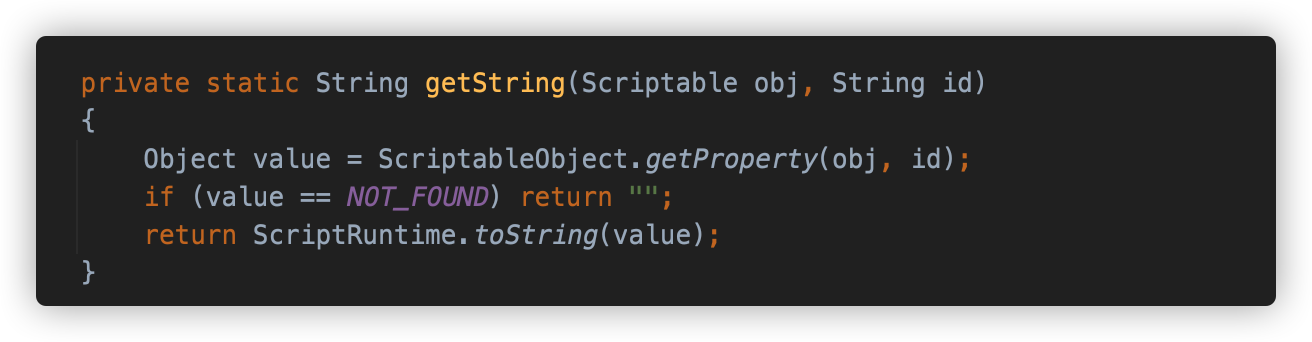 private static String getString(Scriptable obj, String id)
{
    Object value = ScriptableObject.getProperty(obj, id);
    if (value == NOT_FOUND) return "";
    return ScriptRuntime.toString(value);
}